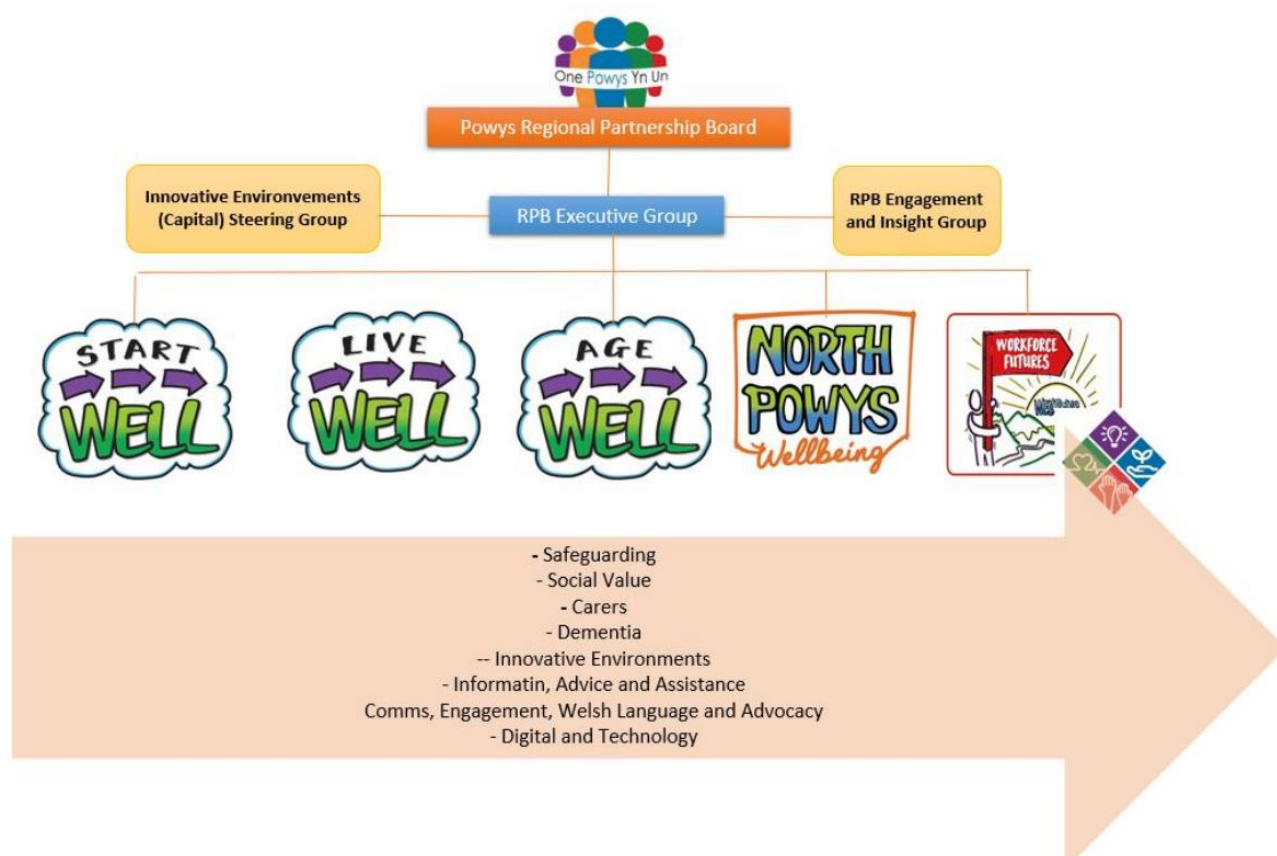 One Powys Yn Un
Powys Regional Partnership Board
Innovative Environvements
(Capital) Steering Group
RPB Executive Group
RPB Engagement
and Insight Group
START
WELL
LIVE
WELL
AGE
WELL
NORTH
POWYS
Wellbeing
WORKFORCE
FUTURES
- Safeguarding
- Social Value
- Carers
- Dementia
-- Innovative Environments
- Informatin, Advice and Assistance
Comms, Engagement, Welsh Language and Advocacy
- Digital and Technology